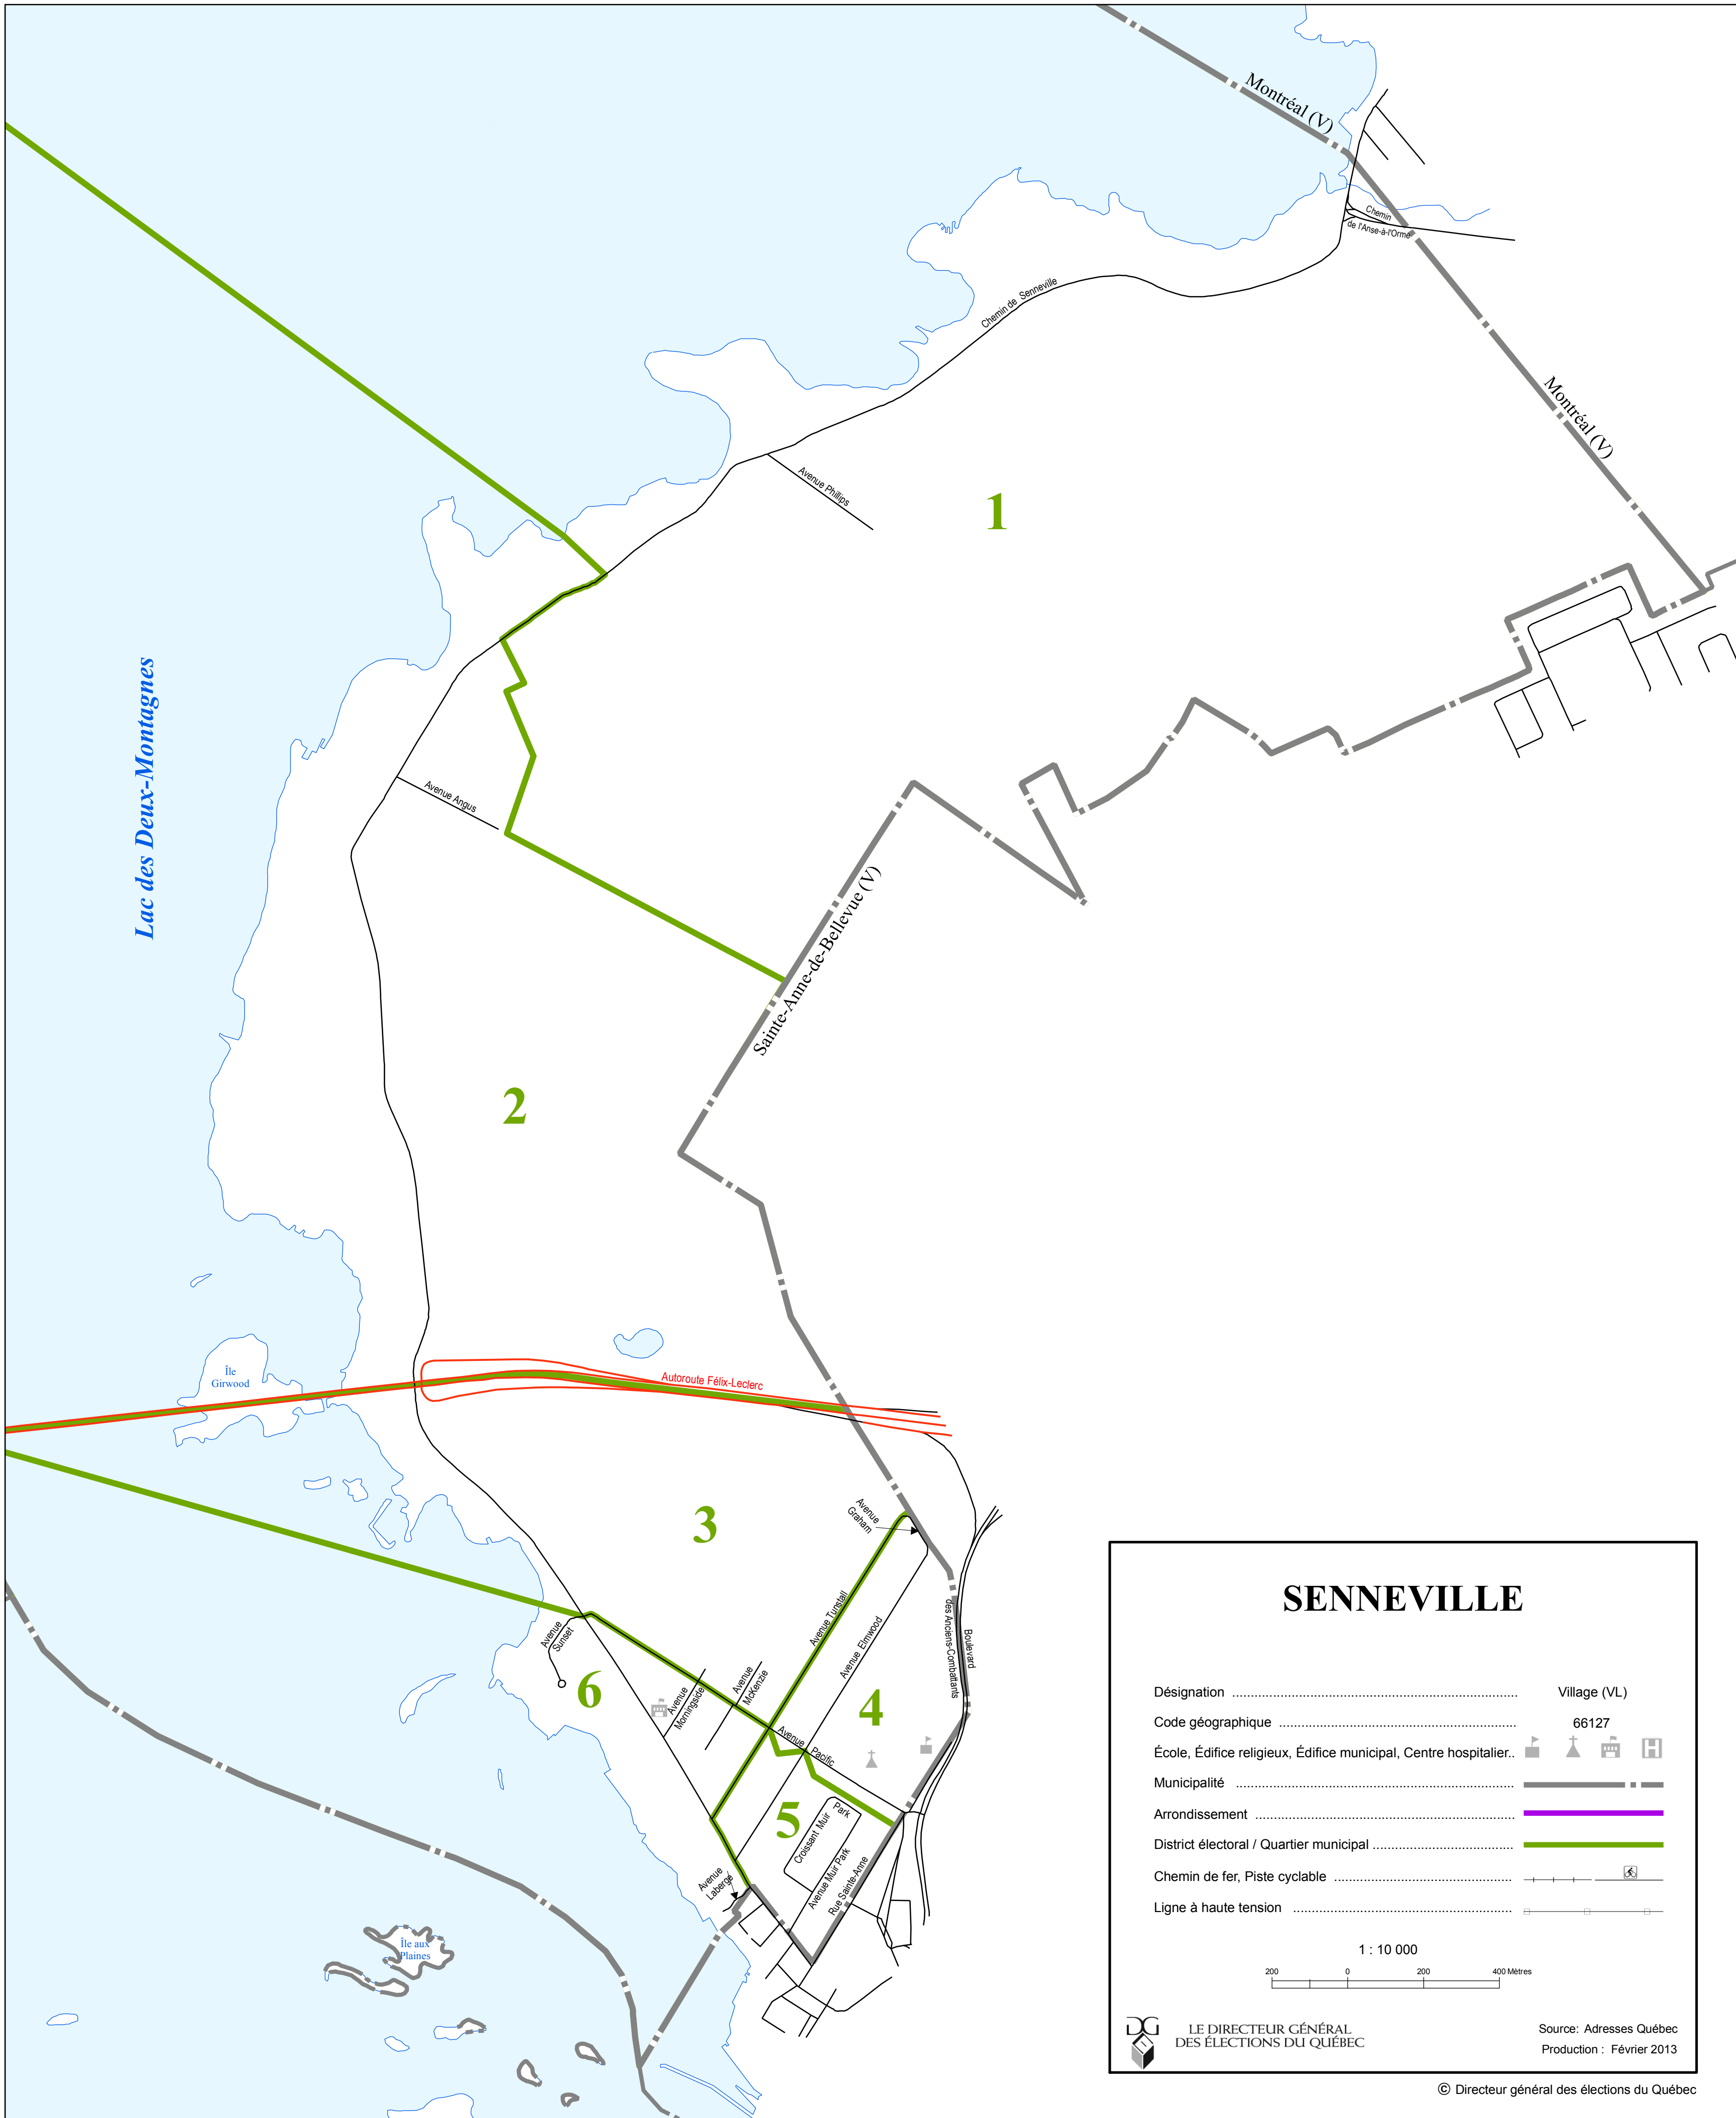 Montréal (V)
Chemin
de l'Anse-à-l'Orme
Chemin de Senneville
Montréal (V)
Avenue Phillips
1
Lac des Deux-Montagnes
Avenue Angus
Sainte-Anne-de-Bellevue (V)
2
Île
Girwood
Autoroute Félix-Leclerc
3
Avenue
Graham
Avenue Tunstall
Avenue Elmwood
Boulevard
des Anciens-Combattants
Avenue
Sunset
6
Avenue
Morningside
Avenue
McKenzie
4
Avenue Pacific
5
Croissant Muir
Park
Avenue Muir Park
Rue Sainte-Anne
Avenue
Laberge
Île aux
Plaines
SENNEVILLE
Désignation ........ Village (VL)
Code géographique ........ 66127
École, Édifice religieux, Édifice municipal, Centre hospitalier.. H
Municipalité ........
Arrondissement ........
District électoral / Quartier municipal ........
Chemin de fer, Piste cyclable ........
Ligne à haute tension ........
1 : 10 000
200 0 200 400 Mètres
DG
LE DIRECTEUR GÉNÉRAL
DES ÉLECTIONS DU QUÉBEC
Source: Adresses Québec
Production : Février 2013
© Directeur général des élections du Québec